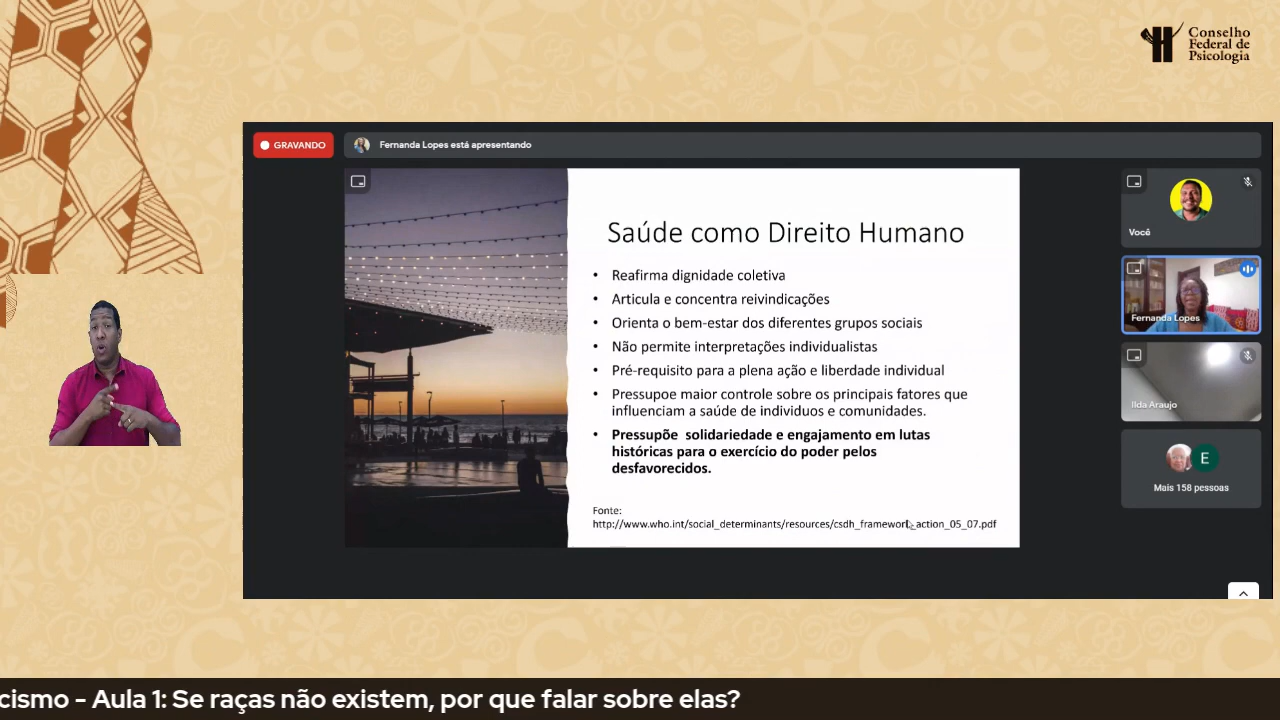 Conselho
Federal de
Psicologia
GRAVANDO
Fernanda Lopes está apresentando
Saúde como Direito Humano
• Reafirma dignidade coletiva
• Articula e concentra reivindicações
• Orienta o bem-estar dos diferentes grupos sociais
• Não permite interpretações individualistas
• Pré-requisito para a plena ação e liberdade individual
• Pressupoe maior controle sobre os principais fatores que
influenciam a saúde de individuos e comunidades.
• Pressupõe solidariedade e engajamento em lutas
históricas para o exercício do poder pelos
desfavorecidos.
Fonte:
http://www.who.int/social_determinants/resources/csdh_framework_action_05_07.pdf
Você
Fernanda Lopes
Ilda Araujo
E
Mais 158 pessoas
cismo - Aula 1: Se raças não existem, por que falar sobre elas?